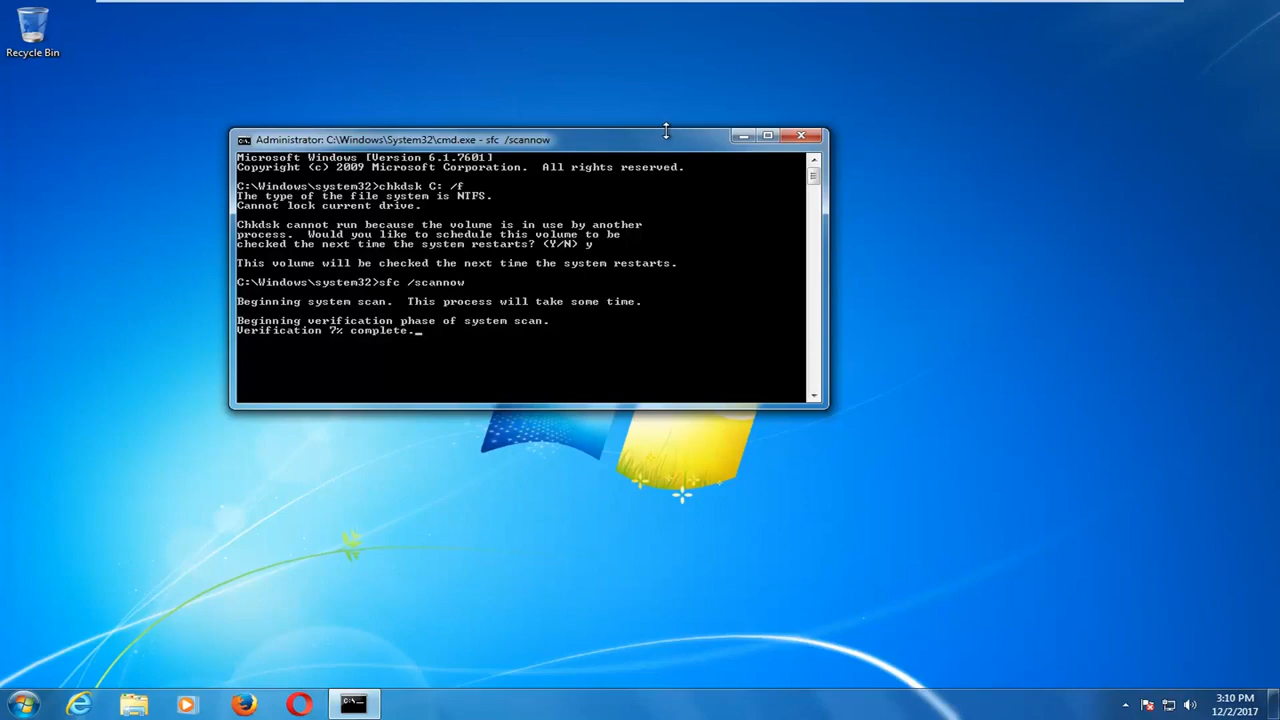 Recycle Bin
Administrator: C:\Windows\System32\cmd.exe - sfc  /scannow
Microsoft Windows [Version 6.1.7601]
Copyright (c) 2009 Microsoft Corporation.  All rights reserved.
C:\Windows\system32>chkdsk C: /f
The type of the file system is NTFS.
Cannot lock current drive.
Chkdsk cannot run because the volume is in use by another
process.  Would you like to schedule this volume to be
checked the next time the system restarts? (Y/N) y
This volume will be checked the next time the system restarts.
C:\Windows\system32>sfc /scannow
Beginning system scan.  This process will take some time.
Beginning verification phase of system scan.
Verification 7% complete._
C:\_
3:10 PM
12/2/2017